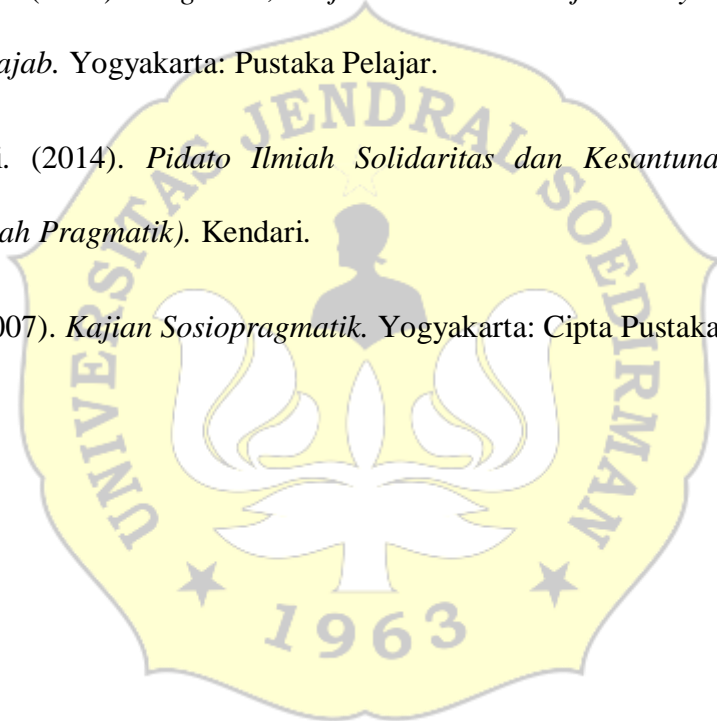 ajab. Yogyakarta: Pustaka Pelajar.
i. (2014). Pidato Ilmiah Solidaritas dan Kesantuna
ah Pragmatik). Kendari.
007). Kajian Sosiopragmatik. Yogyakarta: Cipta Pustaka
UNIVERSITAS JENDRAL SOEDIRMAN
1963